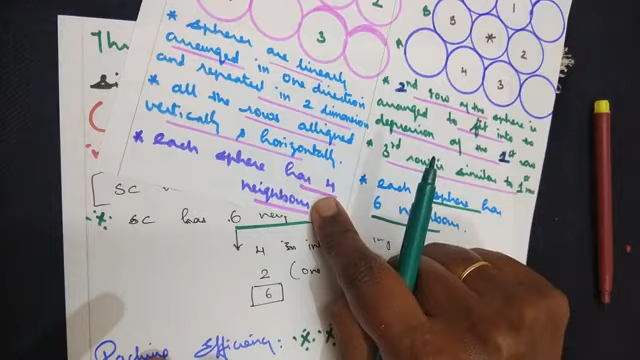 2
3
* spheres are linearly
arranged in one direction
and repeated in 2 dimension
* all the rows alligned
vertically & horizontally.
* each sphere has 4
neighbours
B
5
1
A
*
2
4
3
* 2nd row of the sphere is
arranged to fit into the
depression of the 1st row
* 3rd row is similar to 1st
* each sphere has
6 neighbours.
SC
SC has 6
4 in
2 (one
6
Packing Efficiency: